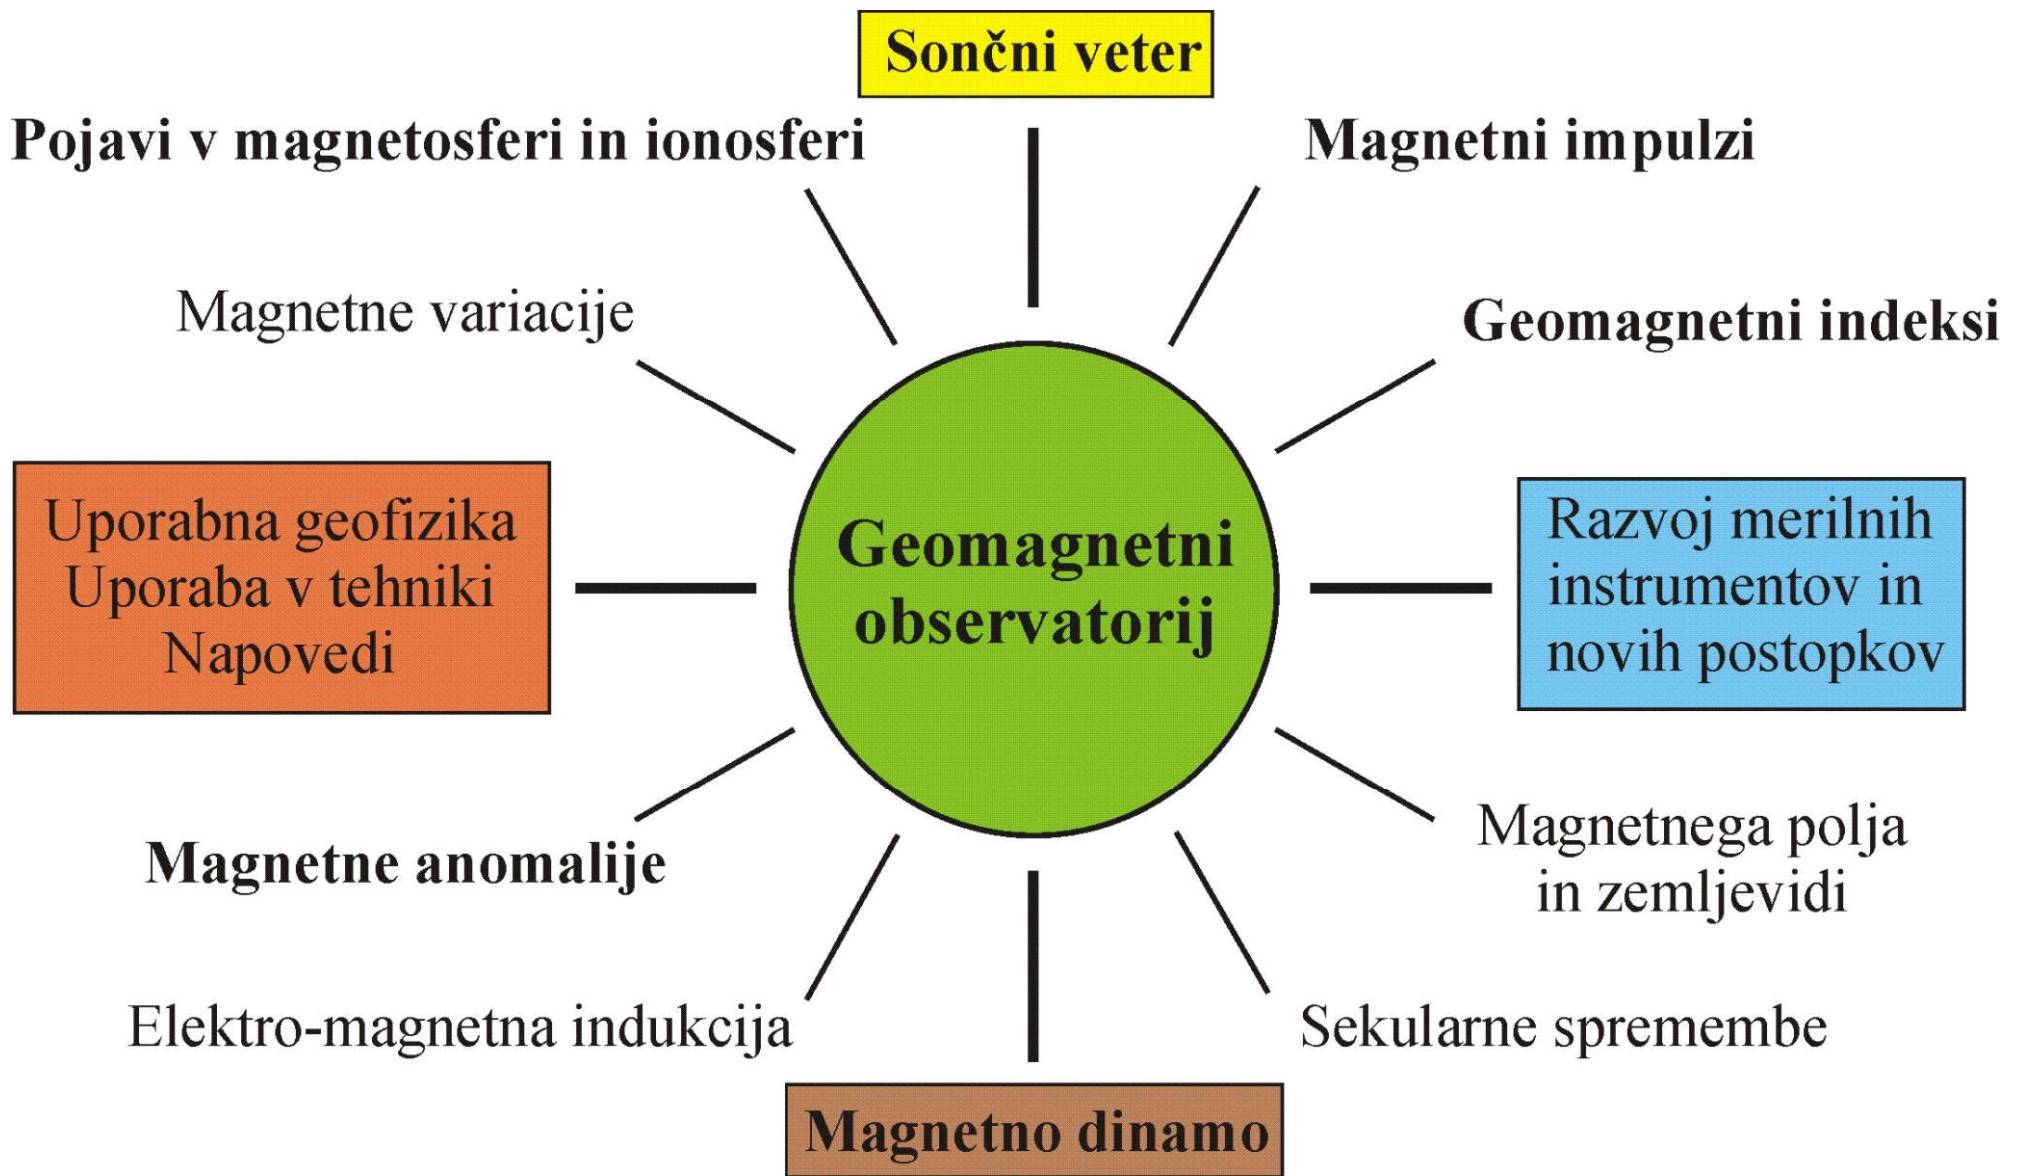 Sončni veter
Pojavi v magnetosferi in ionosferi
Magnetni impulzi
Magnetne variacije
Geomagnetni indeksi
Uporabna geofizika
Uporaba v tehniki
Napovedi
Geomagnetni
observatorij
Razvoj merilnih
instrumentov in
novih postopkov
Magnetne anomalije
Magnetnega polja
in zemljevidi
Elektro-magnetna indukcija
Sekularne spremembe
Magnetno dinamo